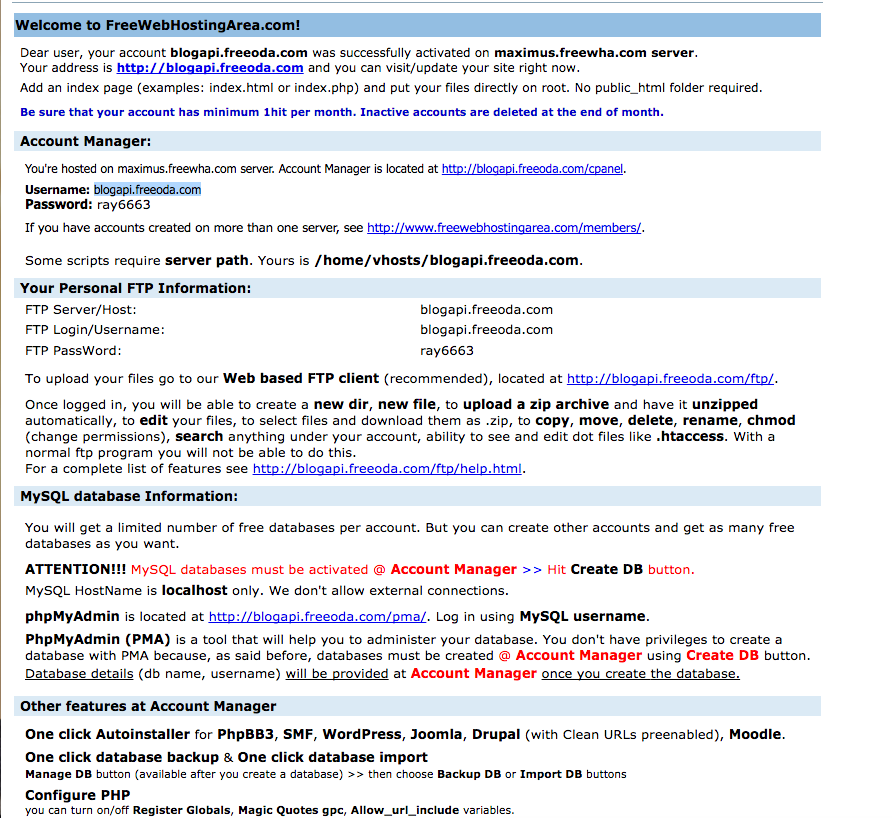 Welcome to FreeWebHostingArea.com!
Dear user, your account blogapi.freeoda.com was successfully activated on maximus.freewha.com server.
Your address is http://blogapi.freeoda.com and you can visit/update your site right now.
Add an index page (examples: index.html or index.php) and put your files directly on root. No public_html folder required.
Be sure that your account has minimum 1hit per month. Inactive accounts are deleted at the end of month.
Account Manager:
You're hosted on maximus.freewha.com server. Account Manager is located at http://blogapi.freeoda.com/cpanel.
Username: blogapi.freeoda.com
Password: ray6663
If you have accounts created on more than one server, see http://www.freewebhostingarea.com/members/.
Some scripts require server path. Yours is /home/vhosts/blogapi.freeoda.com.
Your Personal FTP Information:
FTP Server/Host: blogapi.freeoda.com
FTP Login/Username: blogapi.freeoda.com
FTP PassWord: ray6663
To upload your files go to our Web based FTP client (recommended), located at http://blogapi.freeoda.com/ftp/.
Once logged in, you will be able to create a new dir, new file, to upload a zip archive and have it unzipped
automatically, to edit your files, to select files and download them as .zip, to copy, move, delete, rename, chmod
(change permissions), search anything under your account, ability to see and edit dot files like .htaccess. With a
normal ftp program you will not be able to do this.
For a complete list of features see http://blogapi.freeoda.com/ftp/help.html.
MySQL database Information:
You will get a limited number of free databases per account. But you can create other accounts and get as many free
databases as you want.
ATTENTION!!! MySQL databases must be activated @ Account Manager >> Hit Create DB button.
MySQL HostName is localhost only. We don't allow external connections.
phpMyAdmin is located at http://blogapi.freeoda.com/pma/. Log in using MySQL username.
PhpMyAdmin (PMA) is a tool that will help you to administer your database. You don't have privileges to create a
database with PMA because, as said before, databases must be created @ Account Manager using Create DB button.
Database details (db name, username) will be provided at Account Manager once you create the database.
Other features at Account Manager
One click Autoinstaller for PhpBB3, SMF, WordPress, Joomla, Drupal (with Clean URLs preenabled), Moodle.
One click database backup & One click database import
Manage DB button (available after you create a database) >> then choose Backup DB or Import DB buttons
Configure PHP
you can turn on/off Register Globals, Magic Quotes gpc, Allow_url_include variables.